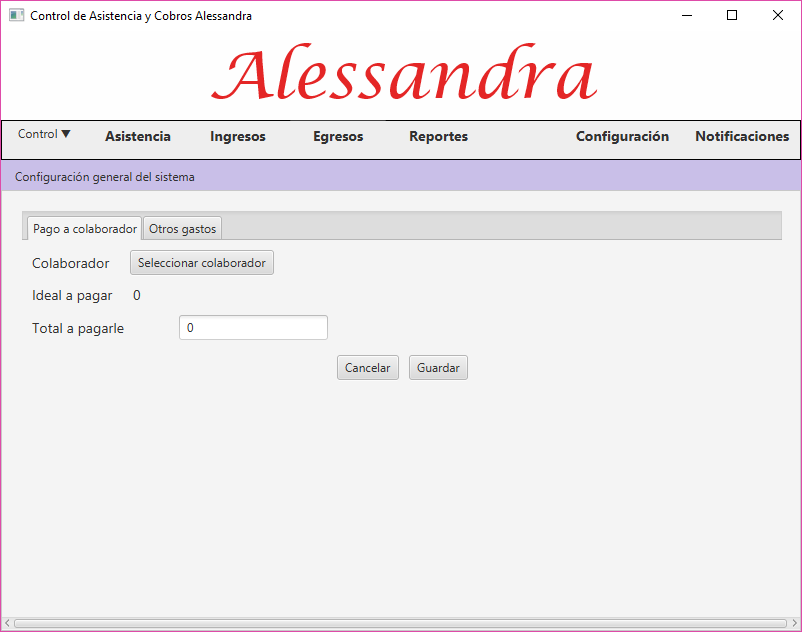 Control de Asistencia y Cobros Alessandra
Alessandra
Control ▼ Asistencia Ingresos Egresos Reportes Configuración Notificaciones
Configuración general del sistema
Pago a colaborador Otros gastos
Colaborador Seleccionar colaborador
Ideal a pagar 0
Total a pagarle 0
Cancelar Guardar